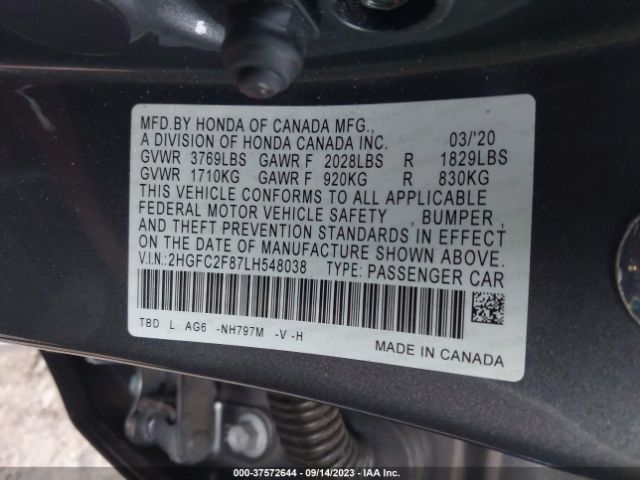 MFD.BY HONDA OF CANADA MFG.,
A DIVISION OF HONDA CANADA INC. 03/'20
GVWR 3769LBS GAWR F 2028LBS R 1829LBS
GVWR 1710KG GAWR F 920KG R 830KG
THIS VEHICLE CONFORMS TO ALL APPLICABLE
FEDERAL MOTOR VEHICLE SAFETY , BUMPER ,
AND THEFT PREVENTION STANDARDS IN EFFECT
ON THE DATE OF MANUFACTURE SHOWN ABOVE.
V.I.N.:2HGFC2F87LH548038 TYPE: PASSENGER CAR
TBD L AG6 -NH797M -V -H
MADE IN CANADA
000-37572644 | 09/14/2023 | IAA Inc.